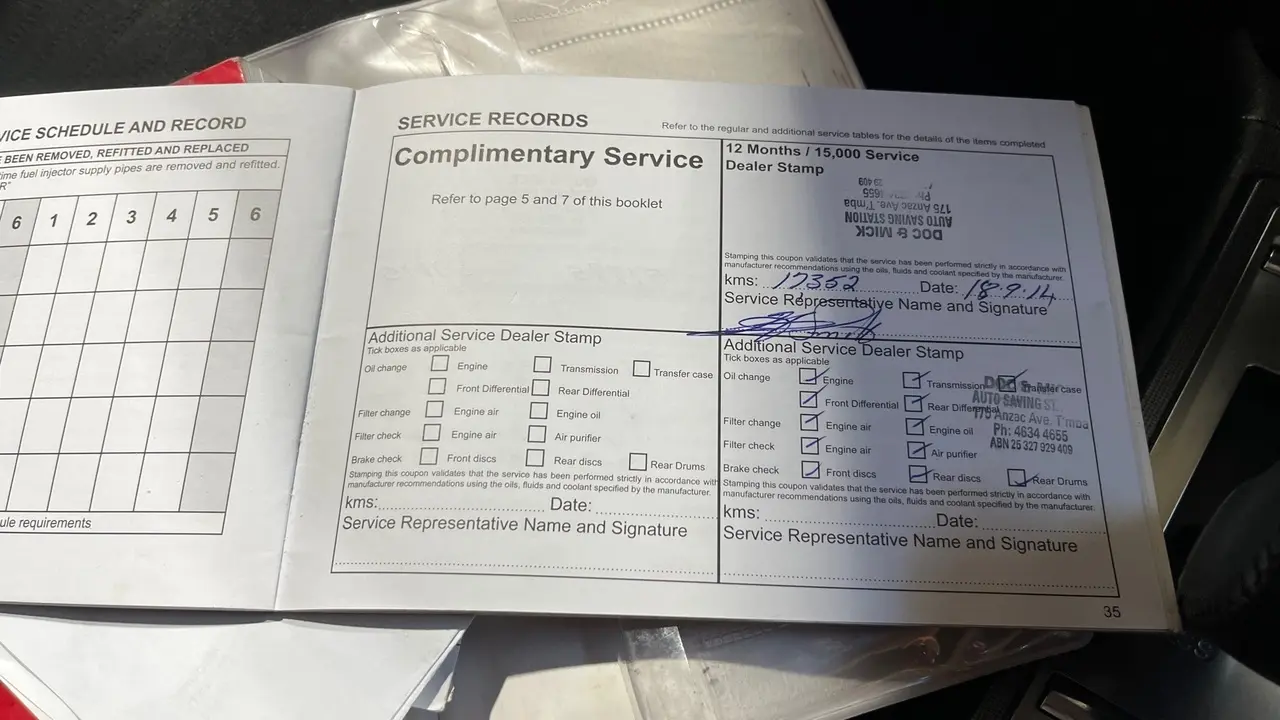 VICE SCHEDULE AND RECORD
BEEN REMOVED, REFITTED AND REPLACED
time fuel injector supply pipes are removed and refitted.
R"
6 1 2 3 4 5 6
ule requirements
SERVICE RECORDS
Refer to the regular and additional service tables for the details of the items completed
Complimentary Service
Refer to page 5 and 7 of this booklet
12 Months / 15,000 Service
Dealer Stamp
DOC & MICK
AUTO SAVING STATION
175 Anzac Ave. T'mba
Ph: 4655
Stamping this coupon validates that the service has been performed strictly in accordance with
manufacturer recommendations using the oils, fluids and coolant specified by the manufacturer.
kms: 17352 Date: 18.9.14
Service Representative Name and Signature
Additional Service Dealer Stamp
Tick boxes as applicable
Oil change Engine Transmission Transfer case
Front Differential Rear Differential
Filter change Engine air Engine oil
Filter check Engine air Air purifier
Brake check Front discs Rear discs Rear Drums
Stamping this coupon validates that the service has been performed strictly in accordance with
manufacturer recommendations using the oils, fluids and coolant specified by the manufacturer.
kms: Date:
Service Representative Name and Signature
Additional Service Dealer Stamp
Tick boxes as applicable
Oil change Engine Transmission Transfer case
Front Differential Rear Differential
Filter change Engine air Engine oil
Filter check Engine air Air purifier
Brake check Front discs Rear discs Rear Drums
DOC &
AUTO SAVING ST
175 Anzac Ave. T'mba
Ph: 4634 4655
ABN 25 327 929 409
Stamping this coupon validates that the service has been performed strictly in accordance with
manufacturer recommendations using the oils, fluids and coolant specified by the manufacturer.
kms: Date:
Service Representative Name and Signature
35